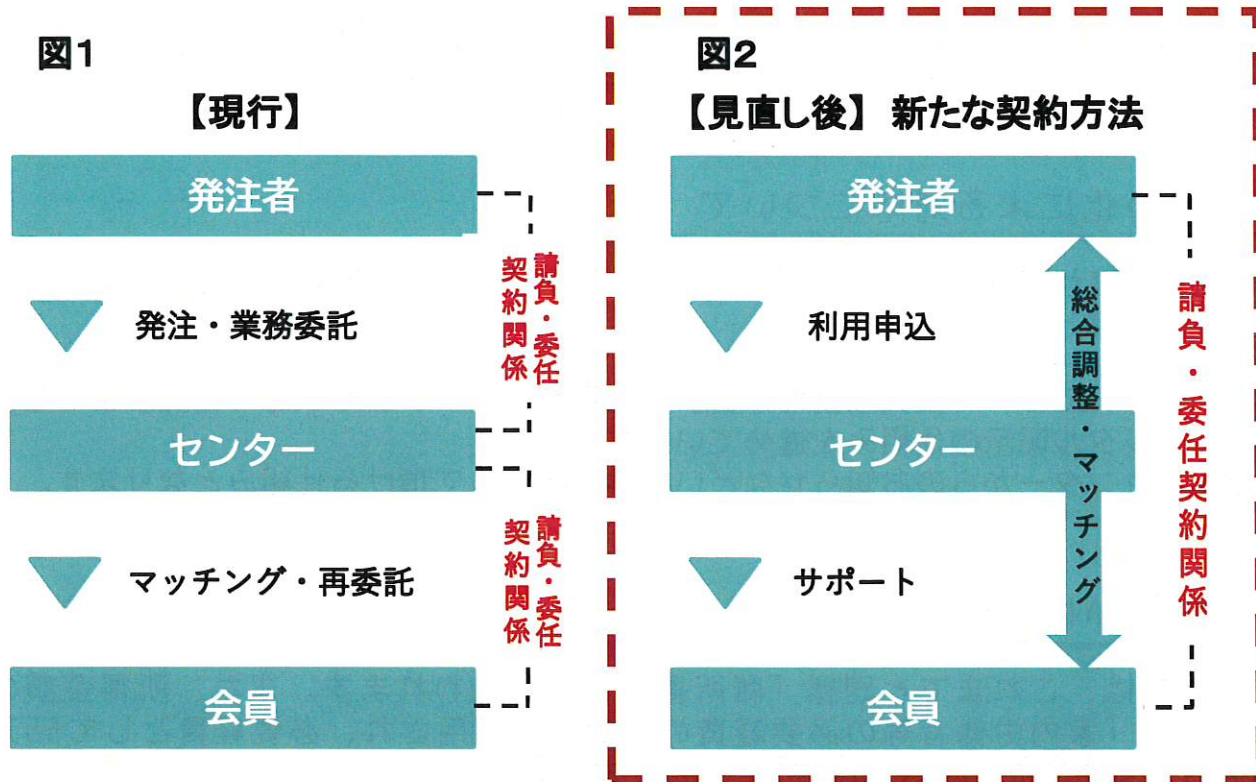 図1
【現行】
発注者
発注・業務委託
請負・委任
契約関係
センター
マッチング・再委託
請負・委任
契約関係
会員
図2
【見直し後】 新たな契約方法
発注者
利用申込
総合調整・マッチング
請負・委任契約関係
センター
サポート
会員